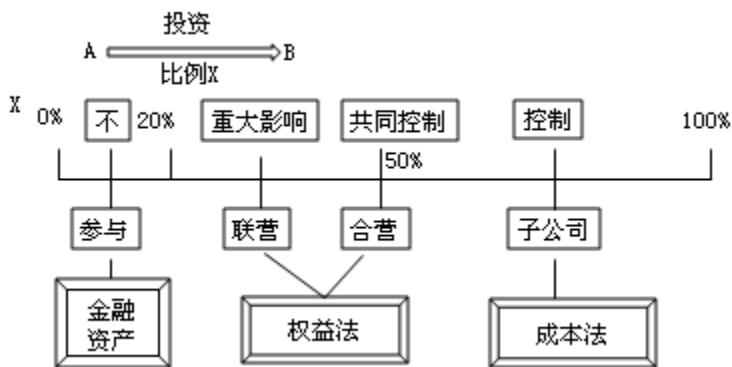 投资
A B
比例X
X 0% 不 20% 重大影响 共同控制 控制 100%
50%
参与 联营 合营 子公司
金融
资产
权益法
成本法